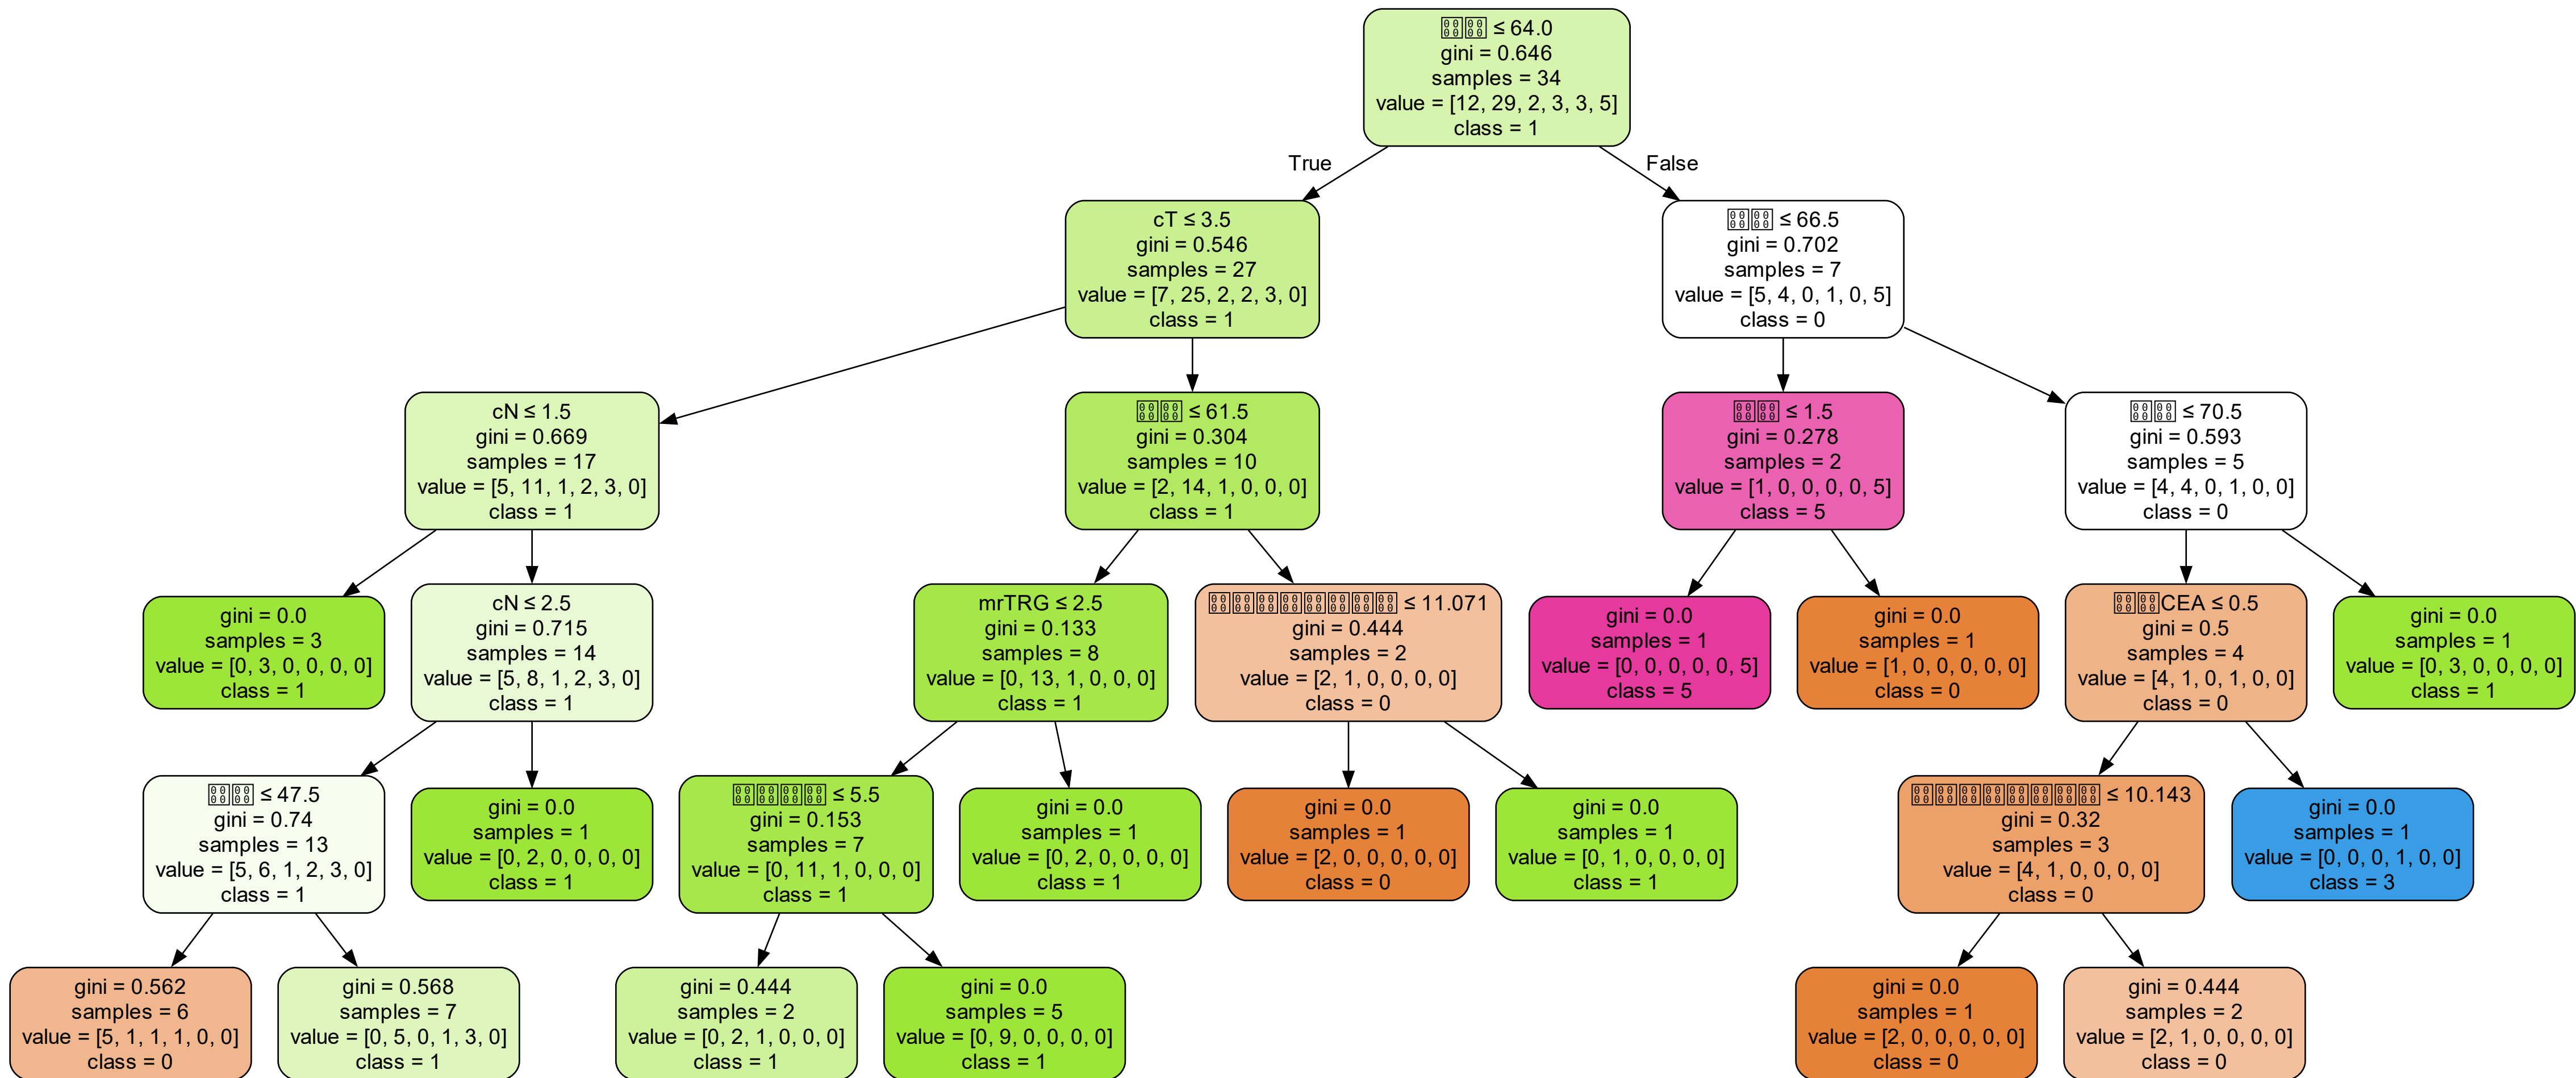 ≤ 64.0
gini = 0.646
samples = 34
value = [12, 29, 2, 3, 3, 5]
class = 1
True
False
cT ≤ 3.5
gini = 0.546
samples = 27
value = [7, 25, 2, 2, 3, 0]
class = 1
≤ 66.5
gini = 0.702
samples = 7
value = [5, 4, 0, 1, 0, 5]
class = 0
cN ≤ 1.5
gini = 0.669
samples = 17
value = [5, 11, 1, 2, 3, 0]
class = 1
≤ 61.5
gini = 0.304
samples = 10
value = [2, 14, 1, 0, 0, 0]
class = 1
≤ 1.5
gini = 0.278
samples = 2
value = [1, 0, 0, 0, 0, 5]
class = 5
≤ 70.5
gini = 0.593
samples = 5
value = [4, 4, 0, 1, 0, 0]
class = 0
gini = 0.0
samples = 3
value = [0, 3, 0, 0, 0, 0]
class = 1
cN ≤ 2.5
gini = 0.715
samples = 14
value = [5, 8, 1, 2, 3, 0]
class = 1
mrTRG ≤ 2.5
gini = 0.133
samples = 8
value = [0, 13, 1, 0, 0, 0]
class = 1
≤ 11.071
gini = 0.444
samples = 2
value = [2, 1, 0, 0, 0, 0]
class = 0
gini = 0.0
samples = 1
value = [0, 0, 0, 0, 0, 5]
class = 5
gini = 0.0
samples = 1
value = [1, 0, 0, 0, 0, 0]
class = 0
CEA ≤ 0.5
gini = 0.5
samples = 4
value = [4, 1, 0, 1, 0, 0]
class = 0
gini = 0.0
samples = 1
value = [0, 3, 0, 0, 0, 0]
class = 1
≤ 47.5
gini = 0.74
samples = 13
value = [5, 6, 1, 2, 3, 0]
class = 1
gini = 0.0
samples = 1
value = [0, 2, 0, 0, 0, 0]
class = 1
≤ 5.5
gini = 0.153
samples = 7
value = [0, 11, 1, 0, 0, 0]
class = 1
gini = 0.0
samples = 1
value = [0, 2, 0, 0, 0, 0]
class = 1
gini = 0.0
samples = 1
value = [2, 0, 0, 0, 0, 0]
class = 0
gini = 0.0
samples = 1
value = [0, 1, 0, 0, 0, 0]
class = 1
≤ 10.143
gini = 0.32
samples = 3
value = [4, 1, 0, 0, 0, 0]
class = 0
gini = 0.0
samples = 1
value = [0, 0, 0, 1, 0, 0]
class = 3
gini = 0.562
samples = 6
value = [5, 1, 1, 1, 0, 0]
class = 0
gini = 0.568
samples = 7
value = [0, 5, 0, 1, 3, 0]
class = 1
gini = 0.444
samples = 2
value = [0, 2, 1, 0, 0, 0]
class = 1
gini = 0.0
samples = 5
value = [0, 9, 0, 0, 0, 0]
class = 1
gini = 0.0
samples = 1
value = [2, 0, 0, 0, 0, 0]
class = 0
gini = 0.444
samples = 2
value = [2, 1, 0, 0, 0, 0]
class = 0